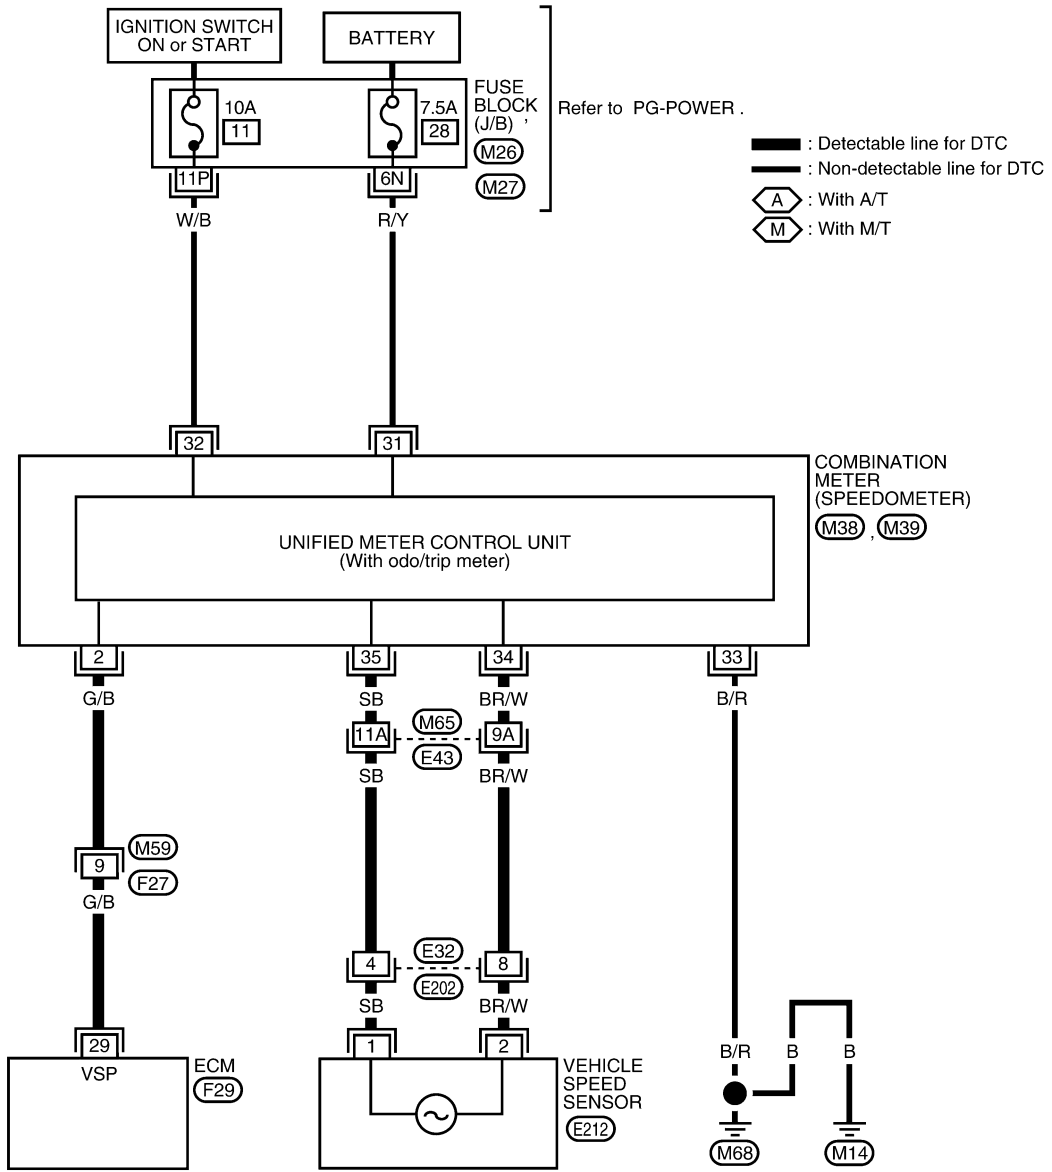 IGNITION SWITCH
ON or START
BATTERY
10A
11
7.5A
28
FUSE
BLOCK
(J/B) ,
M26
M27
Refer to PG-POWER .
: Detectable line for DTC
: Non-detectable line for DTC
A : With A/T
M : With M/T
11P
6N
W/B
R/Y
32
31
COMBINATION
METER
(SPEEDOMETER)
M38 , M39
UNIFIED METER CONTROL UNIT
(With odo/trip meter)
2
35
34
33
G/B
SB
BR/W
B/R
11A
M65
E43
9A
SB
BR/W
9
M59
F27
G/B
4
E32
E202
8
SB
BR/W
29
VSP
ECM
F29
1
2
VEHICLE
SPEED
SENSOR
E212
B/R
B
B
M68
M14